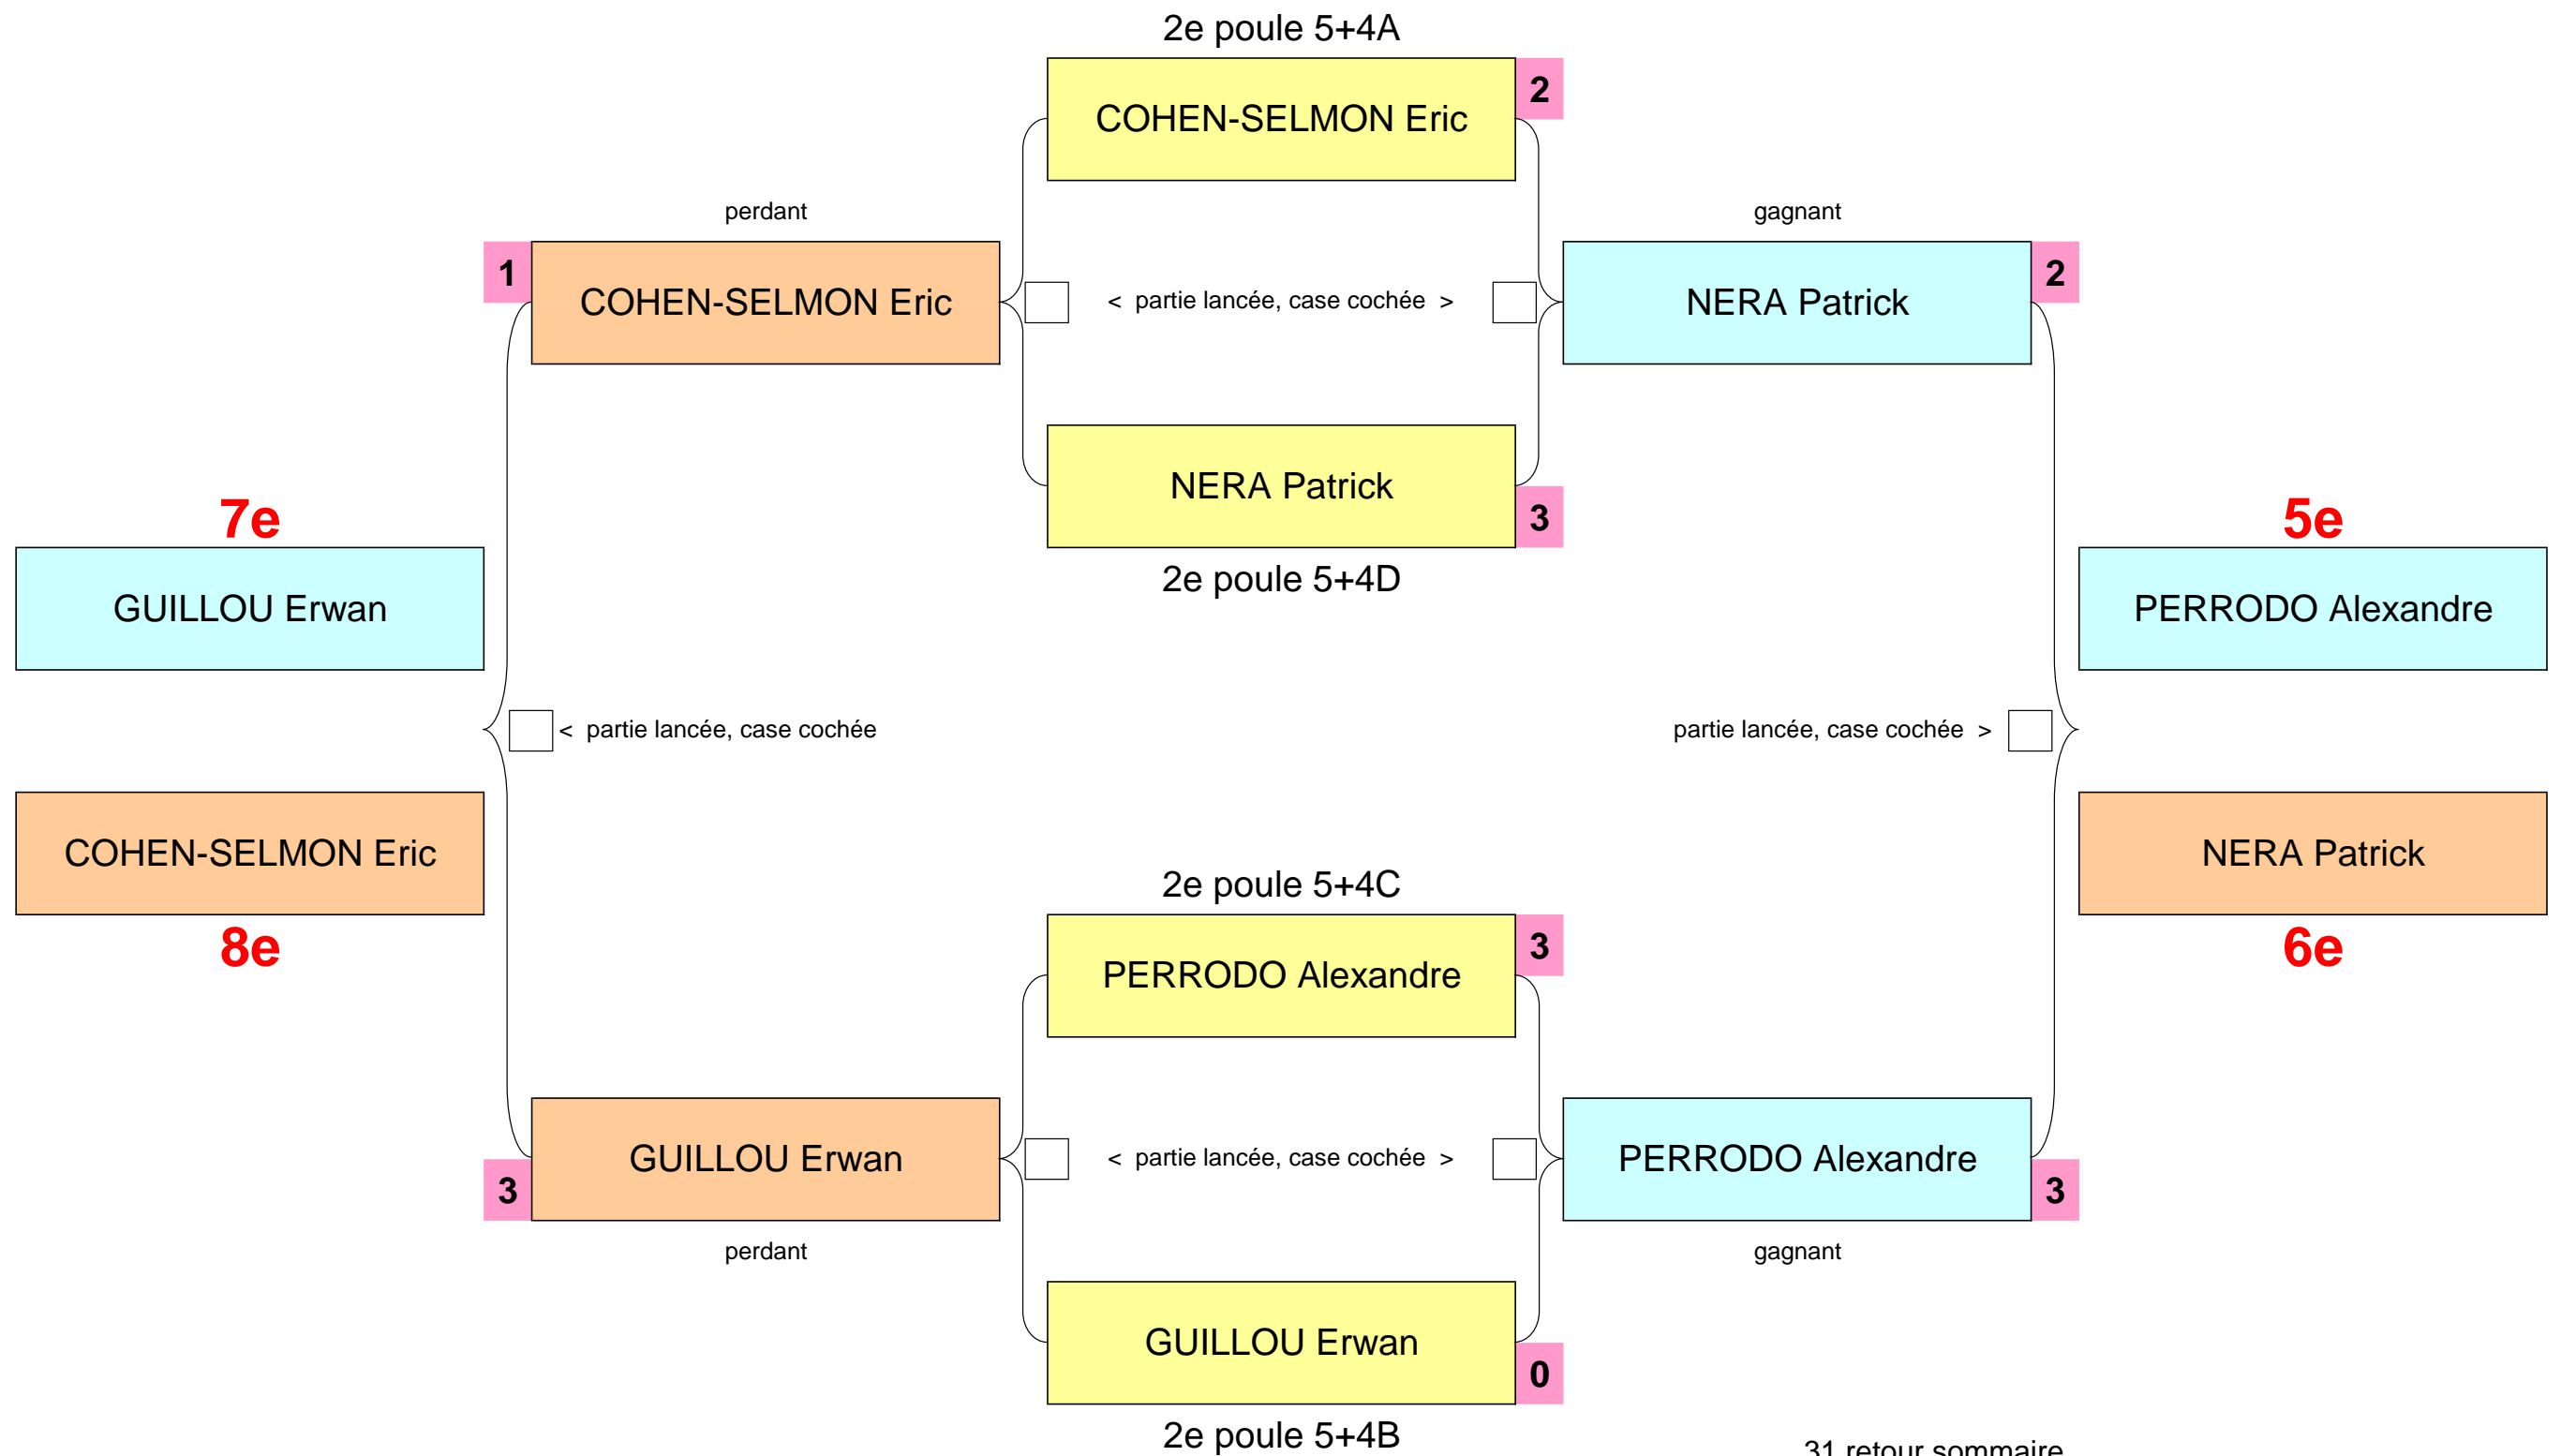 2e poule 5+4A
COHEN-SELMON Eric
2
perdant
gagnant
1
COHEN-SELMON Eric
< partie lancée, case cochée >
NERA Patrick
2
NERA Patrick
3
2e poule 5+4D
7e
GUILLOU Erwan
5e
PERRODO Alexandre
< partie lancée, case cochée
partie lancée, case cochée >
COHEN-SELMON Eric
8e
NERA Patrick
6e
2e poule 5+4C
PERRODO Alexandre
3
GUILLOU Erwan
3
< partie lancée, case cochée >
PERRODO Alexandre
3
perdant
gagnant
GUILLOU Erwan
0
2e poule 5+4B
31 retour sommaire